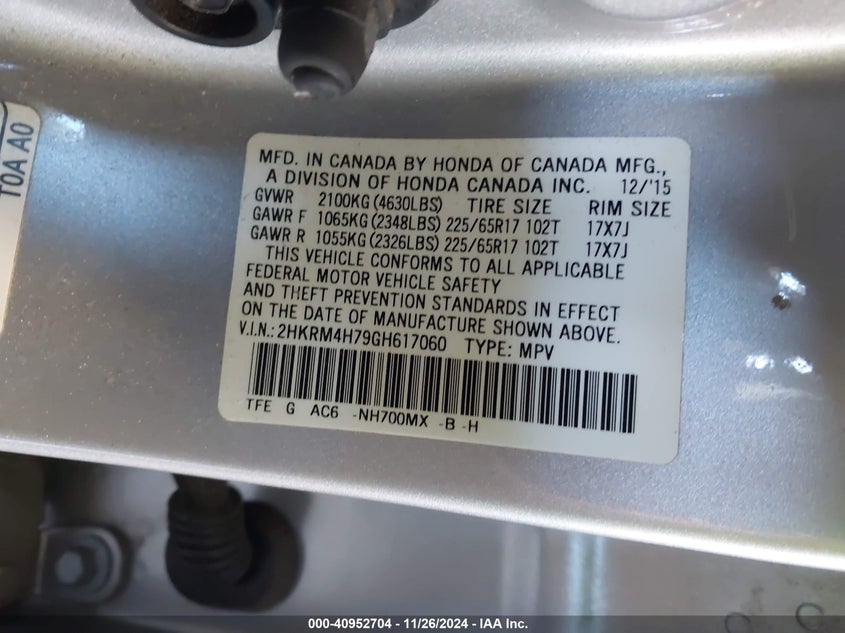 TOA A0
MFD. IN CANADA BY HONDA OF CANADA MFG.,
A DIVISION OF HONDA CANADA INC. 12/'15
GVWR 2100KG (4630LBS) TIRE SIZE RIM SIZE
GAWR F 1065KG (2348LBS) 225/65R17 102T 17X7J
GAWR R 1055KG (2326LBS) 225/65R17 102T 17X7J
THIS VEHICLE CONFORMS TO ALL APPLICABLE
FEDERAL MOTOR VEHICLE SAFETY
AND THEFT PREVENTION STANDARDS IN EFFECT
ON THE DATE OF MANUFACTURE SHOWN ABOVE.
V.I.N.: 2HKRM4H79GH617060 TYPE: MPV
TFE G AC6 -NH700MX -B -H
000-40952704 - 11/26/2024 - IAA Inc.